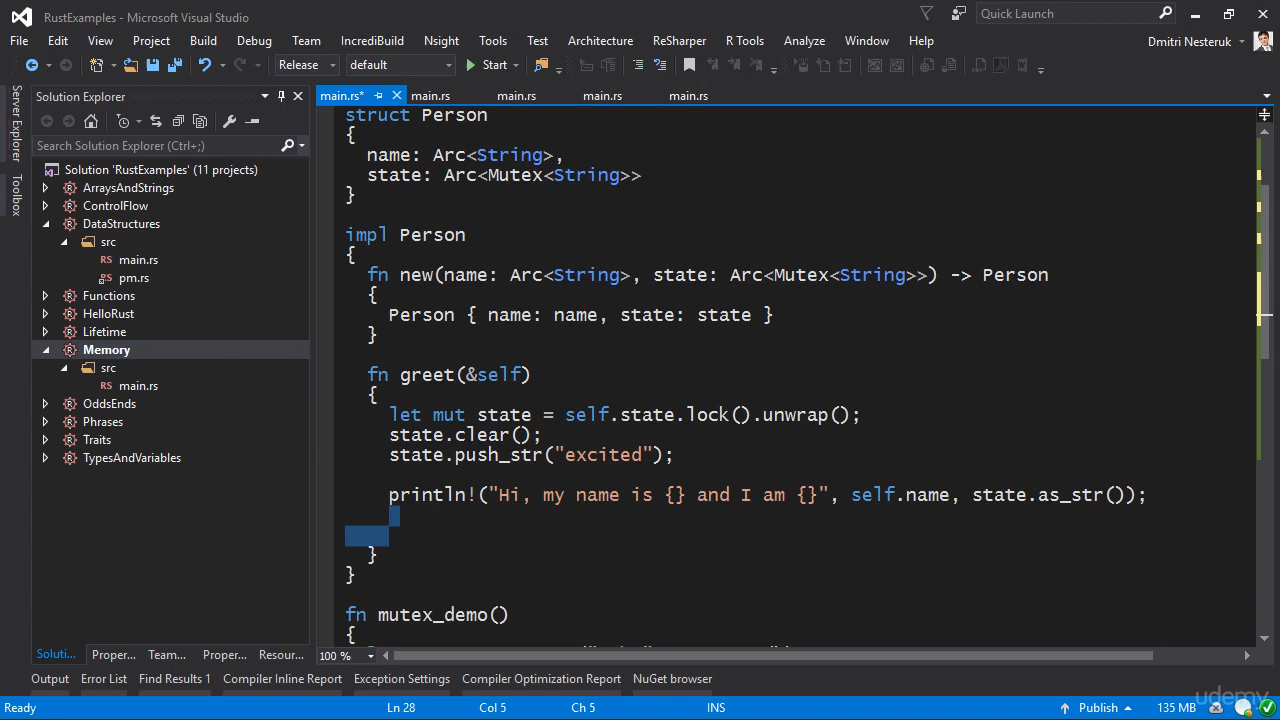 RustExamples - Microsoft Visual Studio
Quick Launch
File Edit View Project Build Debug Team IncrediBuild Nsight Tools Test Architecture ReSharper R Tools Analyze Window Help
Dmitri Nesteruk
Release default Start
Server Explorer
Toolbox
Solution Explorer
Search Solution Explorer (Ctrl+;)
Solution 'RustExamples' (11 projects)
ArraysAndStrings
ControlFlow
DataStructures
src
RS main.rs
RS pm.rs
Functions
HelloRust
Lifetime
Memory
src
RS main.rs
OddsEnds
Phrases
Traits
TypesAndVariables
Soluti... Proper... Team... Proper... Resour...
main.rs* main.rs main.rs main.rs main.rs
struct Person
{
name: Arc<String>,
state: Arc<Mutex<String>>
}
impl Person
{
fn new(name: Arc<String>, state: Arc<Mutex<String>>) -> Person
{
Person { name: name, state: state }
}
fn greet(&self)
{
let mut state = self.state.lock().unwrap();
state.clear();
state.push_str("excited");
println!("Hi, my name is {} and I am {}", self.name, state.as_str());
}
}
fn mutex_demo()
{
100 %
Output Error List Find Results 1 Compiler Inline Report Exception Settings Compiler Optimization Report NuGet browser
Ready Ln 28 Col 5 Ch 5 INS Publish 135 MB
udemy